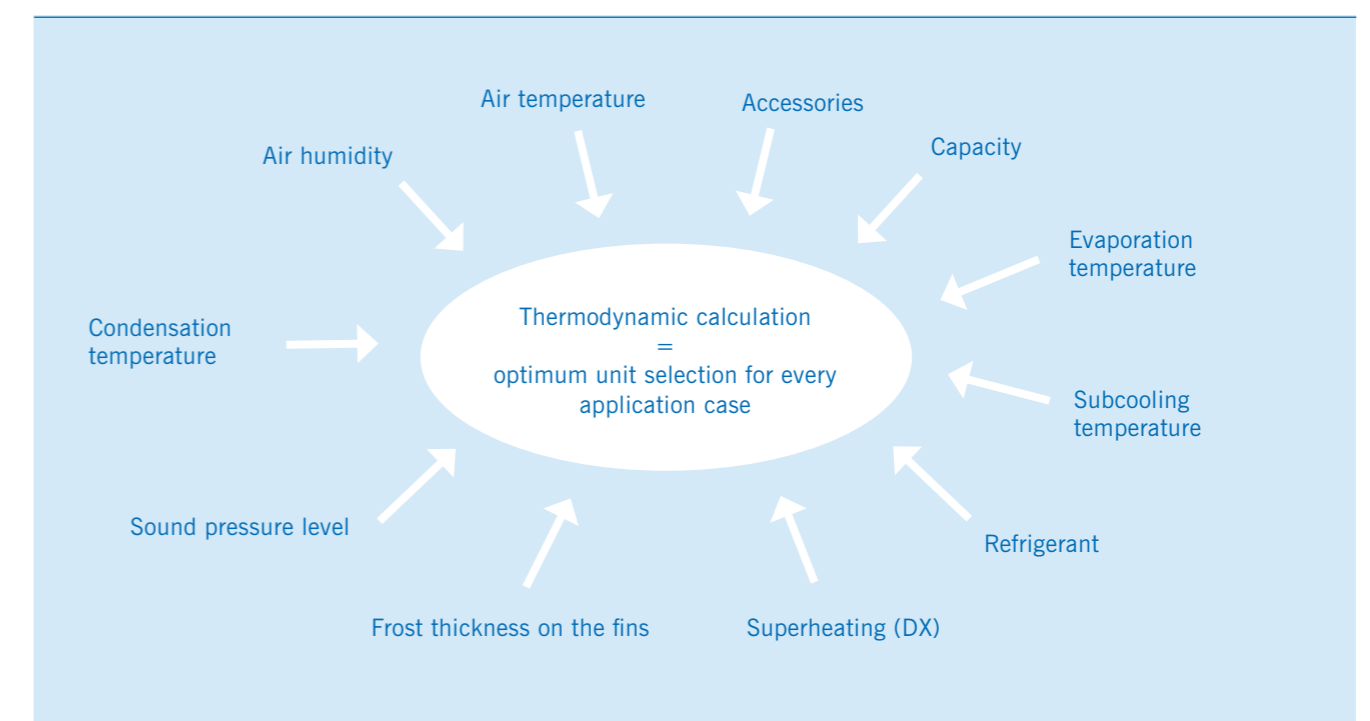 Air temperature
Accessories
Air humidity
Capacity
Evaporation
temperature
Condensation
temperature
Thermodynamic calculation
=
optimum unit selection for every
application case
Subcooling
temperature
Sound pressure level
Refrigerant
Frost thickness on the fins
Superheating (DX)